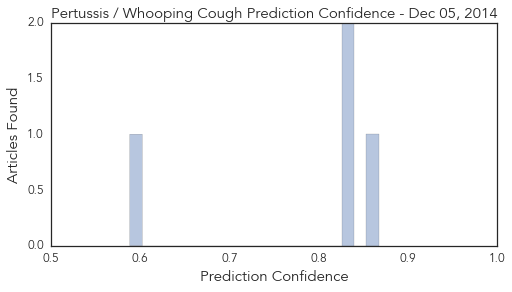 Pertussis / Whooping Cough Prediction Confidence - Dec 05, 2014
2.0
1.5
1.0
0.5
0.0
Articles Found
0.5 0.6 0.7 0.8 0.9 1.0
Prediction Confidence